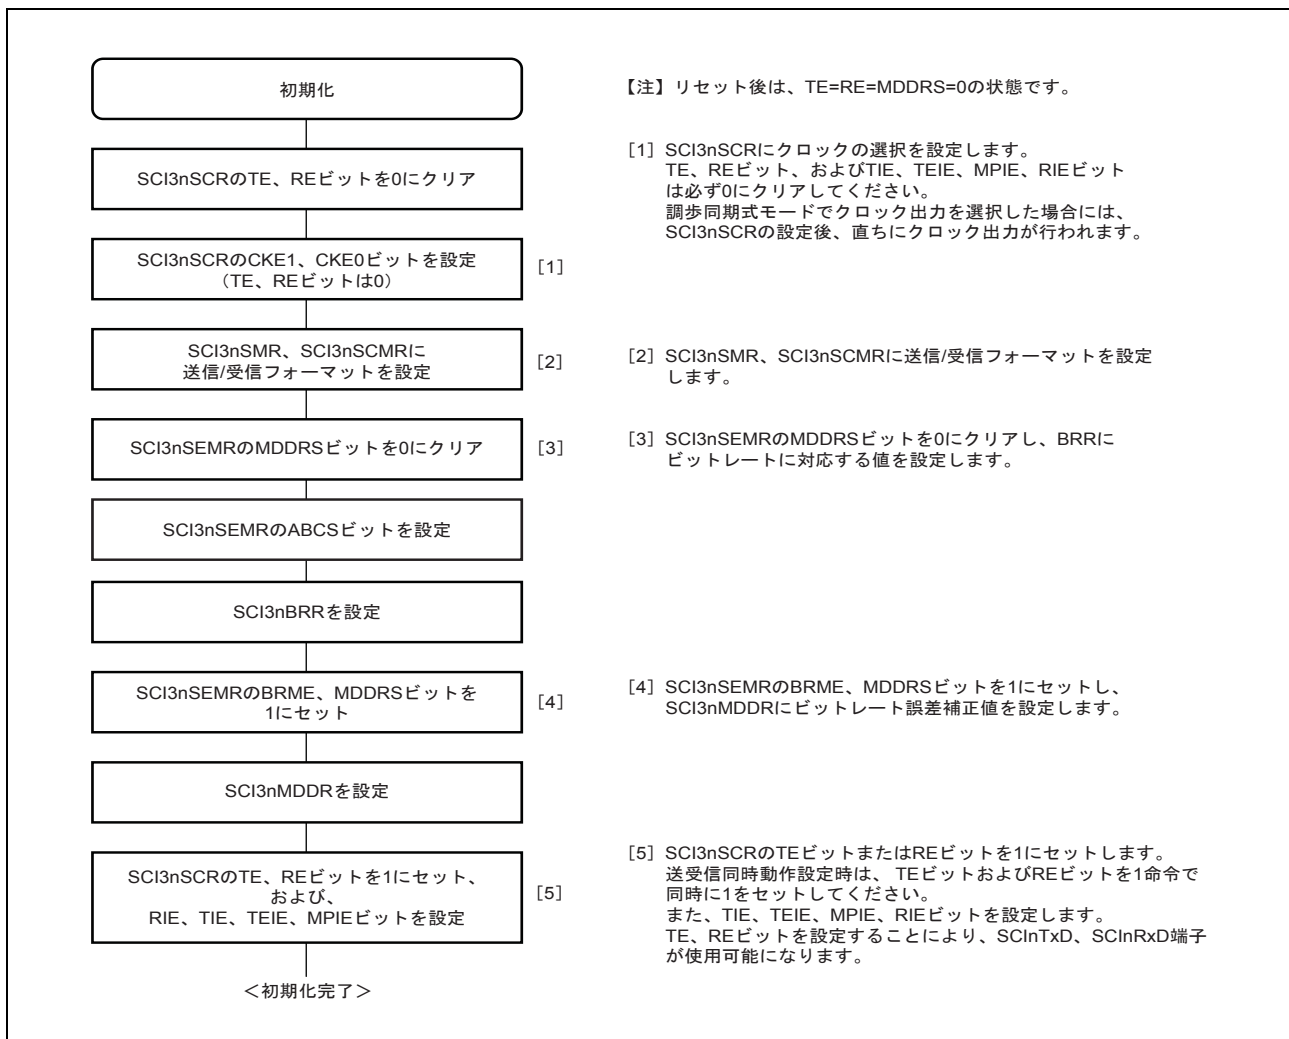 初期化
【注】リセット後は、TE=RE=MDDRS=0の状態です。
SCI3nSCRのTE、REビットを0にクリア
[1] SCI3nSCRにクロックの選択を設定します。
TE、REビット、およびTIE、TEIE、MPIE、RIEビット
は必ず0にクリアしてください。
調歩同期式モードでクロック出力を選択した場合には、
SCI3nSCRの設定後、直ちにクロック出力が行われます。
SCI3nSCRのCKE1、CKE0ビットを設定
（TE、REビットは0）
[1]
SCI3nSMR、SCI3nSCMRに
送信/受信フォーマットを設定
[2]
[2] SCI3nSMR、SCI3nSCMRに送信/受信フォーマットを設定
します。
SCI3nSEMRのMDDRSビットを0にクリア
[3]
[3] SCI3nSEMRのMDDRSビットを0にクリアし、BRRに
ビットレートに対応する値を設定します。
SCI3nSEMRのABCSビットを設定
SCI3nBRRを設定
SCI3nSEMRのBRME、MDDRSビットを
1にセット
[4]
[4] SCI3nSEMRのBRME、MDDRSビットを1にセットし、
SCI3nMDDRにビットレート誤差補正値を設定します。
SCI3nMDDRを設定
SCI3nSCRのTE、REビットを1にセット、
および、
RIE、TIE、TEIE、MPIEビットを設定
[5]
[5] SCI3nSCRのTEビットまたはREビットを1にセットします。
送受信同時動作設定時は、 TEビットおよびREビットを1命令で
同時に1をセットしてください。
また、TIE、TEIE、MPIE、RIEビットを設定します。
TE、REビットを設定することにより、SCInTxD、SCInRxD端子
が使用可能になります。
＜初期化完了＞